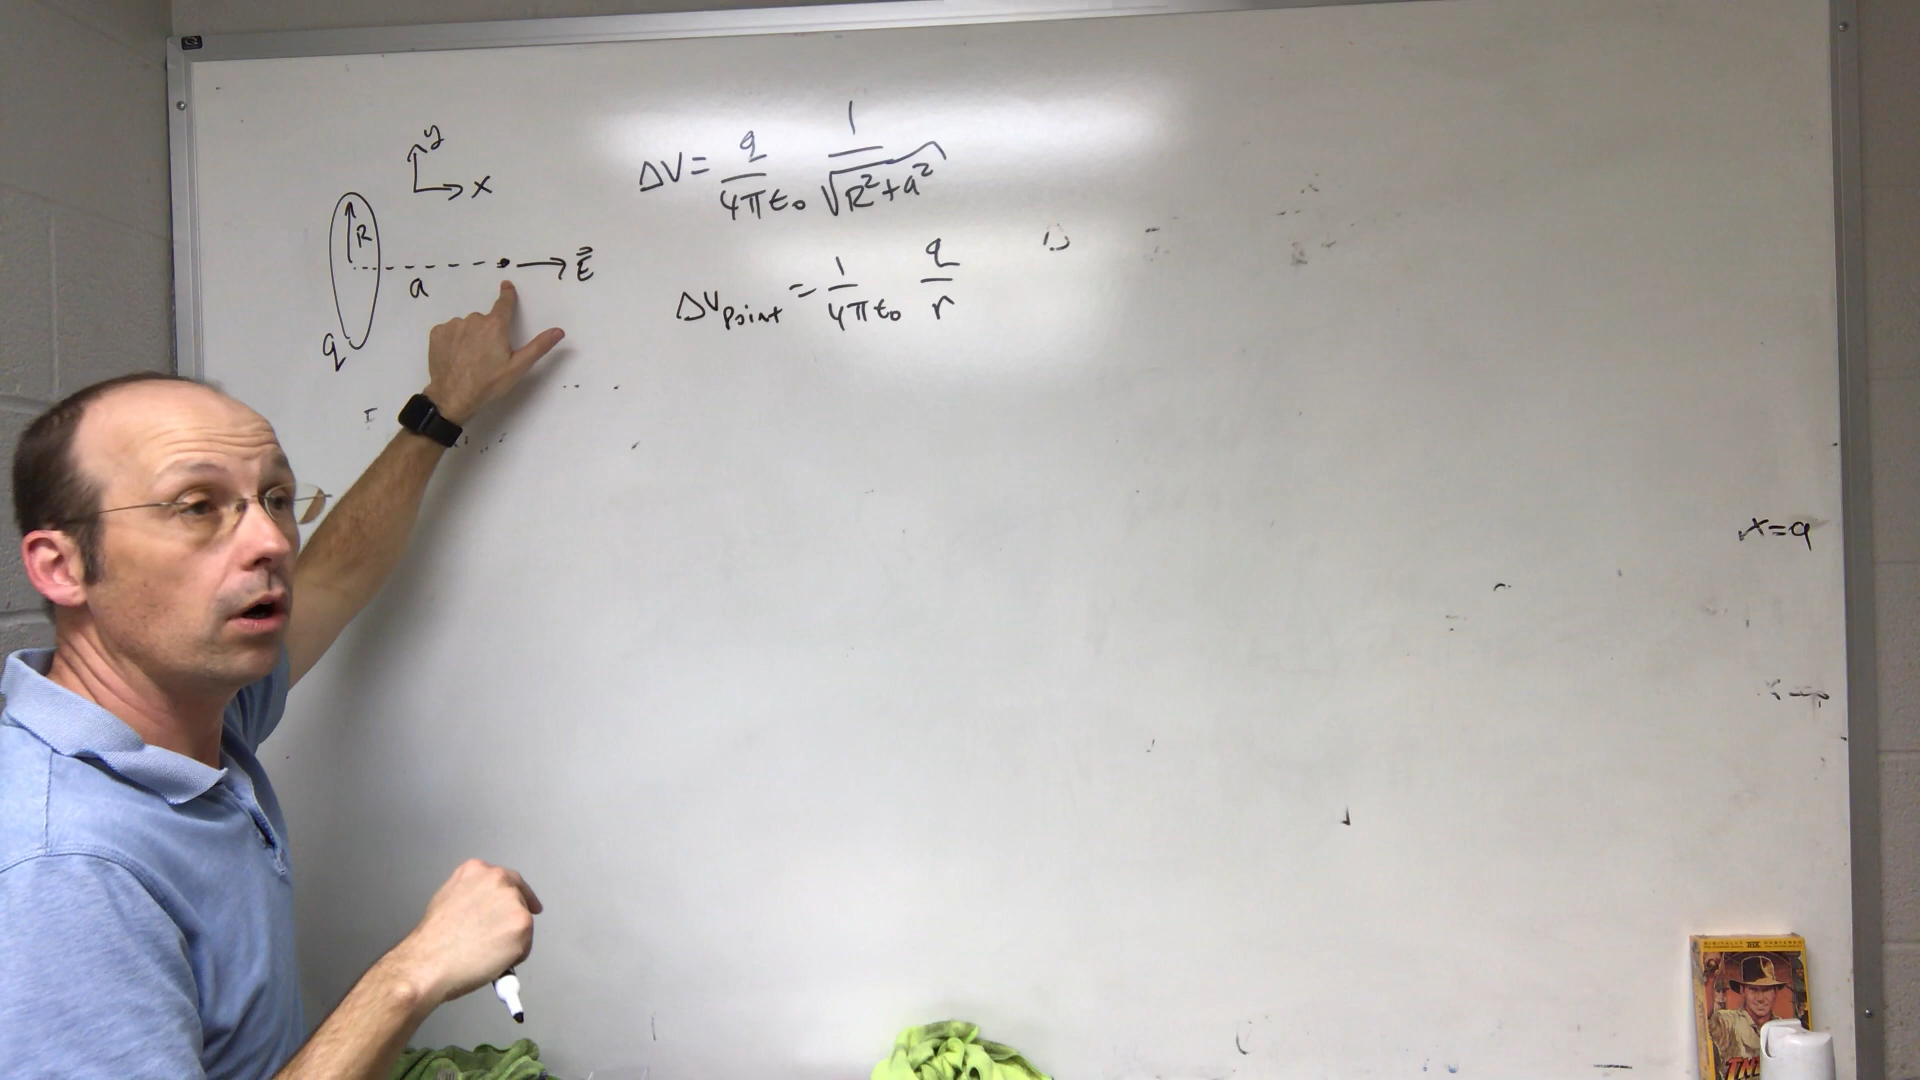 y
x
R
a
E⃗
q
ΔV = q/(4πε₀) 1/√(R²+a²)
ΔV_point = 1/(4πε₀) q/r
x=a